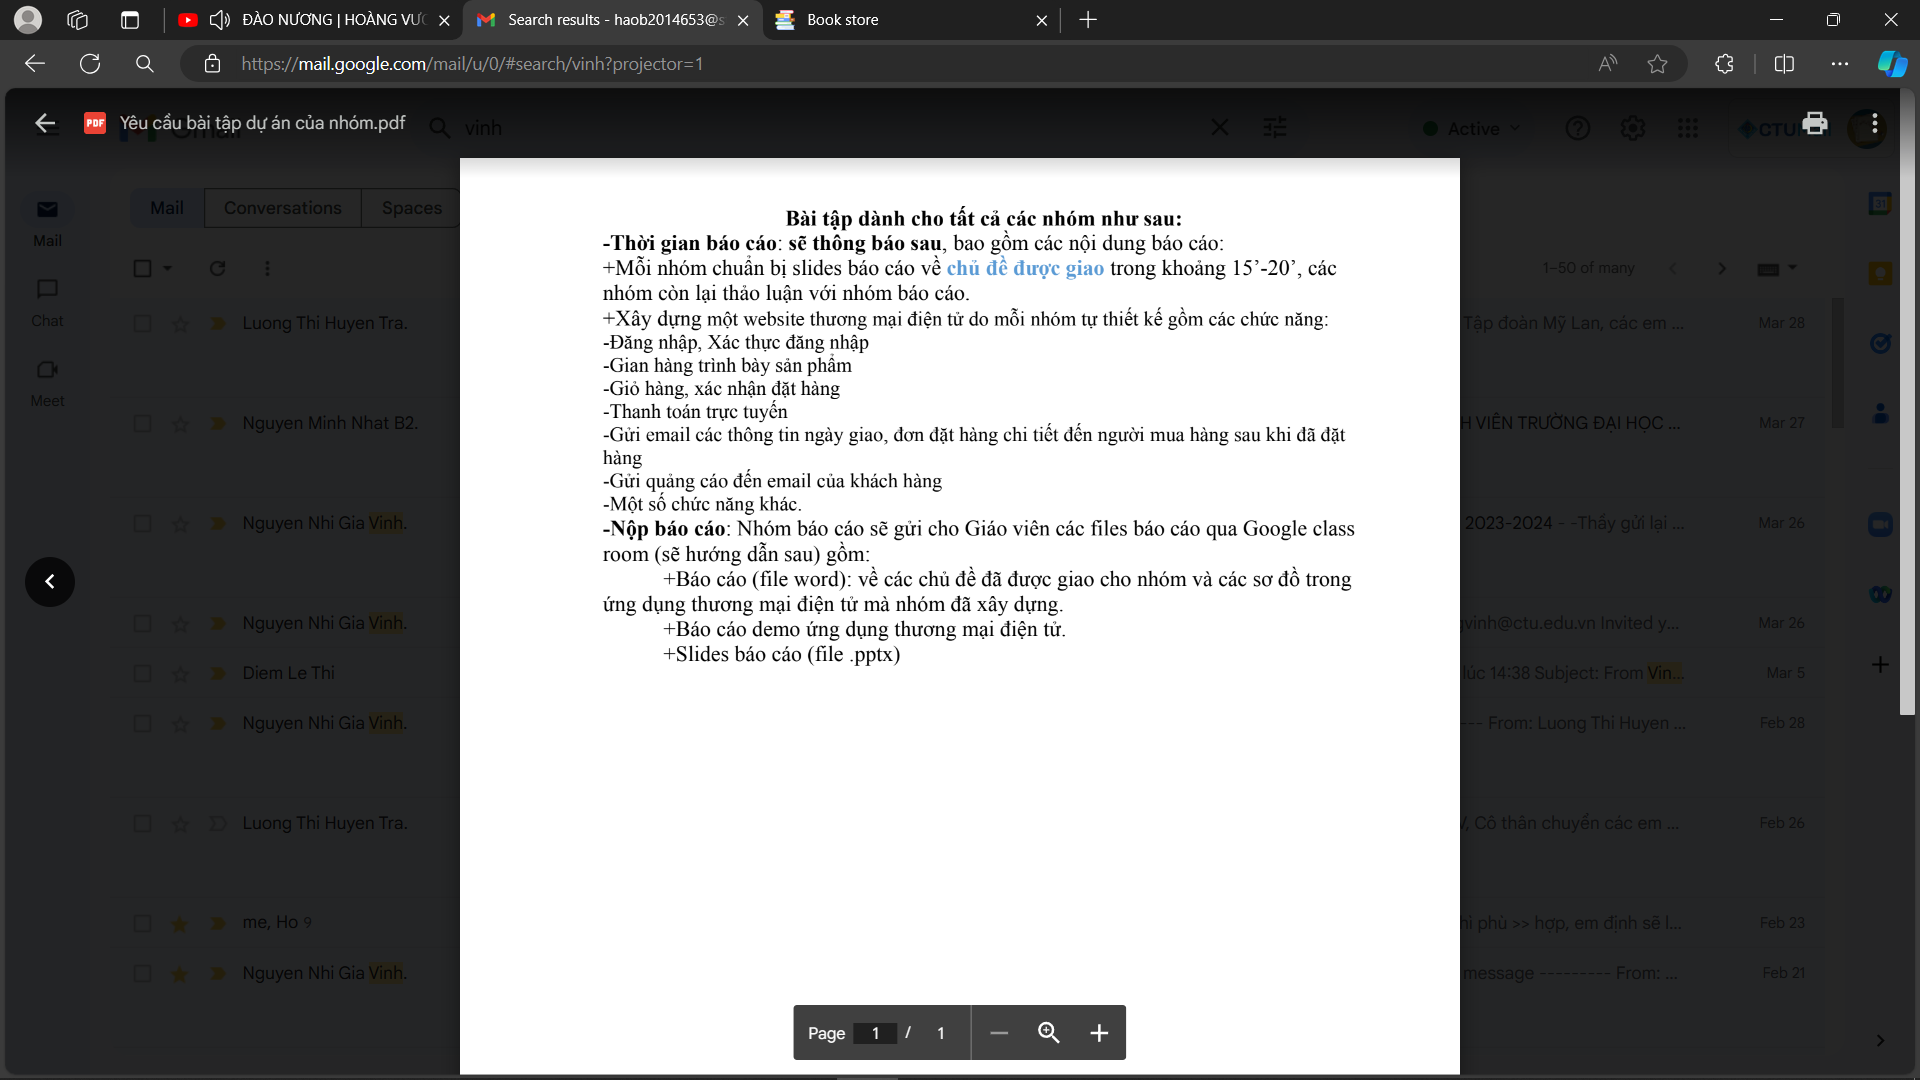 ĐÀO NƯƠNG | HOÀNG
Search results - haob2014653@s
Book store
https://mail.google.com/mail/u/0/#search/vinh?projector=1
PDF
Yêu cầu bài tập dự án của nhóm.pdf
vinh
Active
CTU
Mail
Conversations
Spaces
Mail
Chat
Meet
1–50 of many
Bài tập dành cho tất cả các nhóm như sau:
-Thời gian báo cáo: sẽ thông báo sau, bao gồm các nội dung báo cáo:
+Mỗi nhóm chuẩn bị slides báo cáo về chủ đề được giao trong khoảng 15’-20’, các
nhóm còn lại thảo luận với nhóm báo cáo.
+Xây dựng một website thương mại điện tử do mỗi nhóm tự thiết kế gồm các chức năng:
-Đăng nhập, Xác thực đăng nhập
-Gian hàng trình bày sản phẩm
-Giỏ hàng, xác nhận đặt hàng
-Thanh toán trực tuyến
-Gửi email các thông tin ngày giao, đơn đặt hàng chi tiết đến người mua hàng sau khi đã đặt
hàng
-Gửi quảng cáo đến email của khách hàng
-Một số chức năng khác.
-Nộp báo cáo: Nhóm báo cáo sẽ gửi cho Giáo viên các files báo cáo qua Google class
room (sẽ hướng dẫn sau) gồm:
+Báo cáo (file word): về các chủ đề đã được giao cho nhóm và các sơ đồ trong
ứng dụng thương mại điện tử mà nhóm đã xây dựng.
+Báo cáo demo ứng dụng thương mại điện tử.
+Slides báo cáo (file .pptx)
Luong Thi Huyen Tra.
Tập đoàn Mỹ Lan, các em ...
Mar 28
Nguyen Minh Nhat B2.
H VIÊN TRƯỜNG ĐẠI HỌC ...
Mar 27
Nguyen Nhi Gia Vinh.
2023-2024 - -Thầy gửi lại ...
Mar 26
Nguyen Nhi Gia Vinh.
gvinh@ctu.edu.vn Invited y...
Mar 26
Diem Le Thi
lúc 14:38 Subject: From Vin...
Mar 5
Nguyen Nhi Gia Vinh.
--- From: Luong Thi Huyen ...
Feb 28
Luong Thi Huyen Tra.
Cô thân chuyển các em ...
Feb 26
me, Ho 9
hi phù >> hợp, em định sẽ l...
Feb 23
Nguyen Nhi Gia Vinh.
message --------- From: ...
Feb 21
31
Page 1 / 1